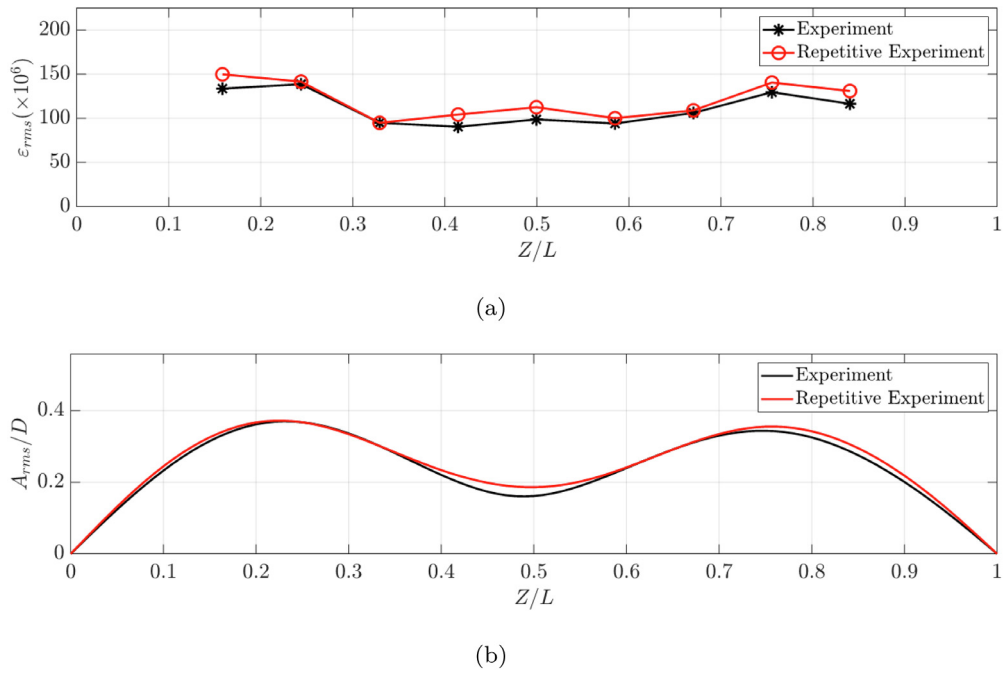 200
150
100
50
0
ε_rms(×10^6)
Experiment
Repetitive Experiment
0 0.1 0.2 0.3 0.4 0.5 0.6 0.7 0.8 0.9 1
Z/L
(a)
0.4
0.2
0
A_rms/D
Experiment
Repetitive Experiment
0 0.1 0.2 0.3 0.4 0.5 0.6 0.7 0.8 0.9 1
Z/L
(b)